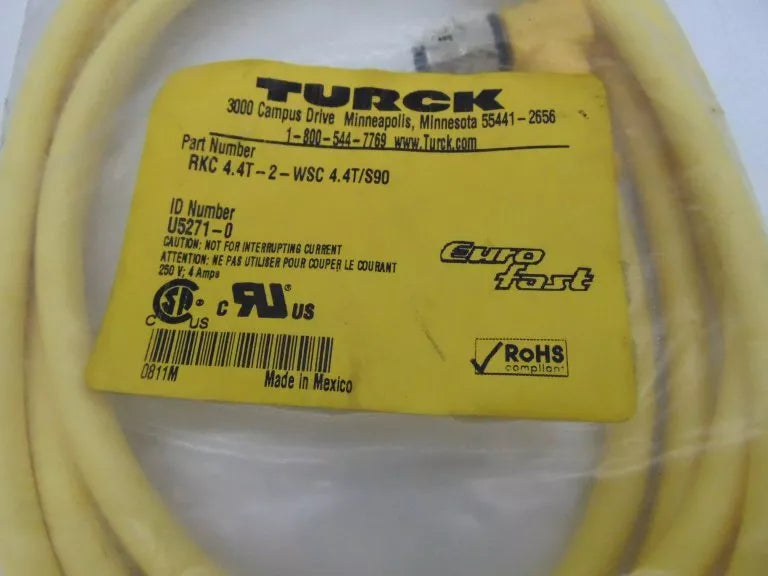 TURCK
3000 Campus Drive Minneapolis, Minnesota 55441-2656
1-800-544-7769 www.Turck.com
Part Number
RKC 4.4T-2-WSC 4.4T/S90
ID Number
U5271-0
CAUTION: NOT FOR INTERRUPTING CURRENT
ATTENTION: NE PAS UTILISER POUR COUPER LE COURANT
250 V; 4 Amps
Euro
fast
SA ®
C US
c RU US
RoHS
compliant
0811M
Made in Mexico